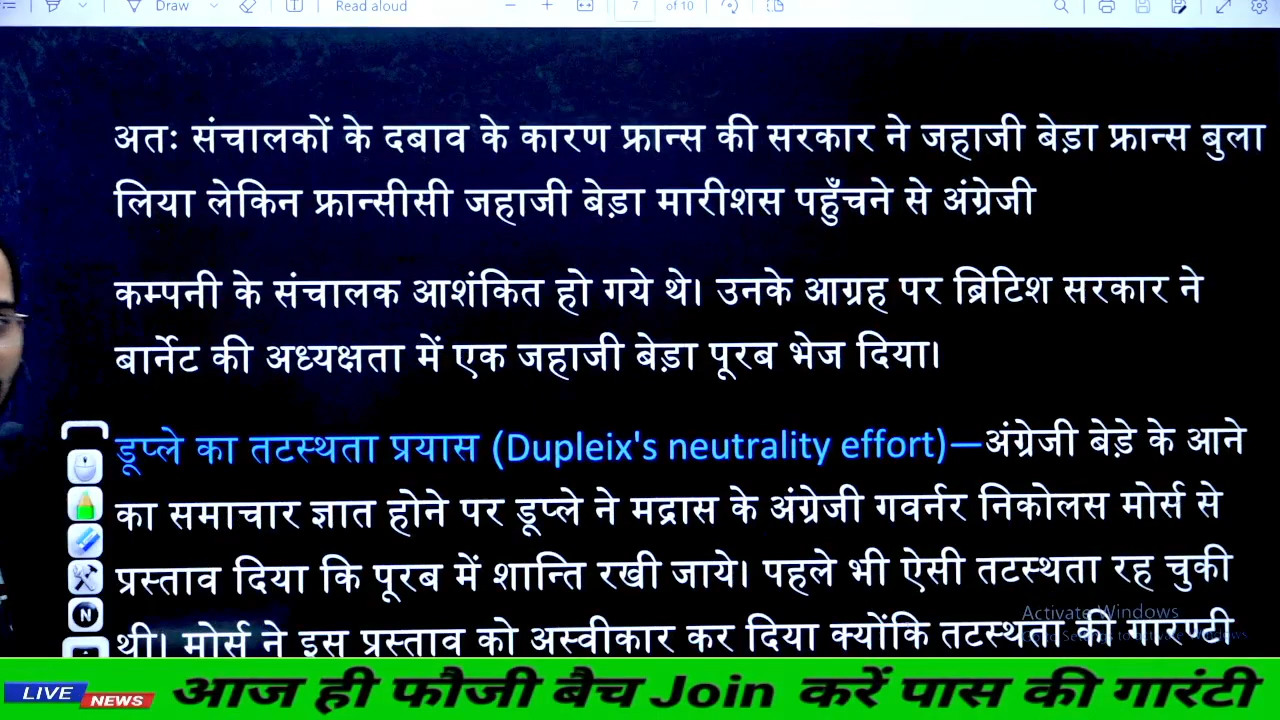 Draw
Read aloud
7 of 10
अतः संचालकों के दबाव के कारण फ्रान्स की सरकार ने जहाजी बेड़ा फ्रान्स बुला
लिया लेकिन फ्रान्सीसी जहाजी बेड़ा मारीशस पहुँचने से अंग्रेजी
कम्पनी के संचालक आशंकित हो गये थे। उनके आग्रह पर ब्रिटिश सरकार ने
बार्नेट की अध्यक्षता में एक जहाजी बेड़ा पूरब भेज दिया।
डूप्ले का तटस्थता प्रयास (Dupleix's neutrality effort)—अंग्रेजी बेड़े के आने
का समाचार ज्ञात होने पर डूप्ले ने मद्रास के अंग्रेजी गवर्नर निकोलस मोर्स से
प्रस्ताव दिया कि पूरब में शान्ति रखी जाये। पहले भी ऐसी तटस्थता रह चुकी
थी। मोर्स ने इस प्रस्ताव को अस्वीकार कर दिया क्योंकि तटस्थता की गारण्टी
N
Activate Windows
to activate Windows
LIVE NEWS
आज ही फौजी बैच Join करें पास की गारंटी